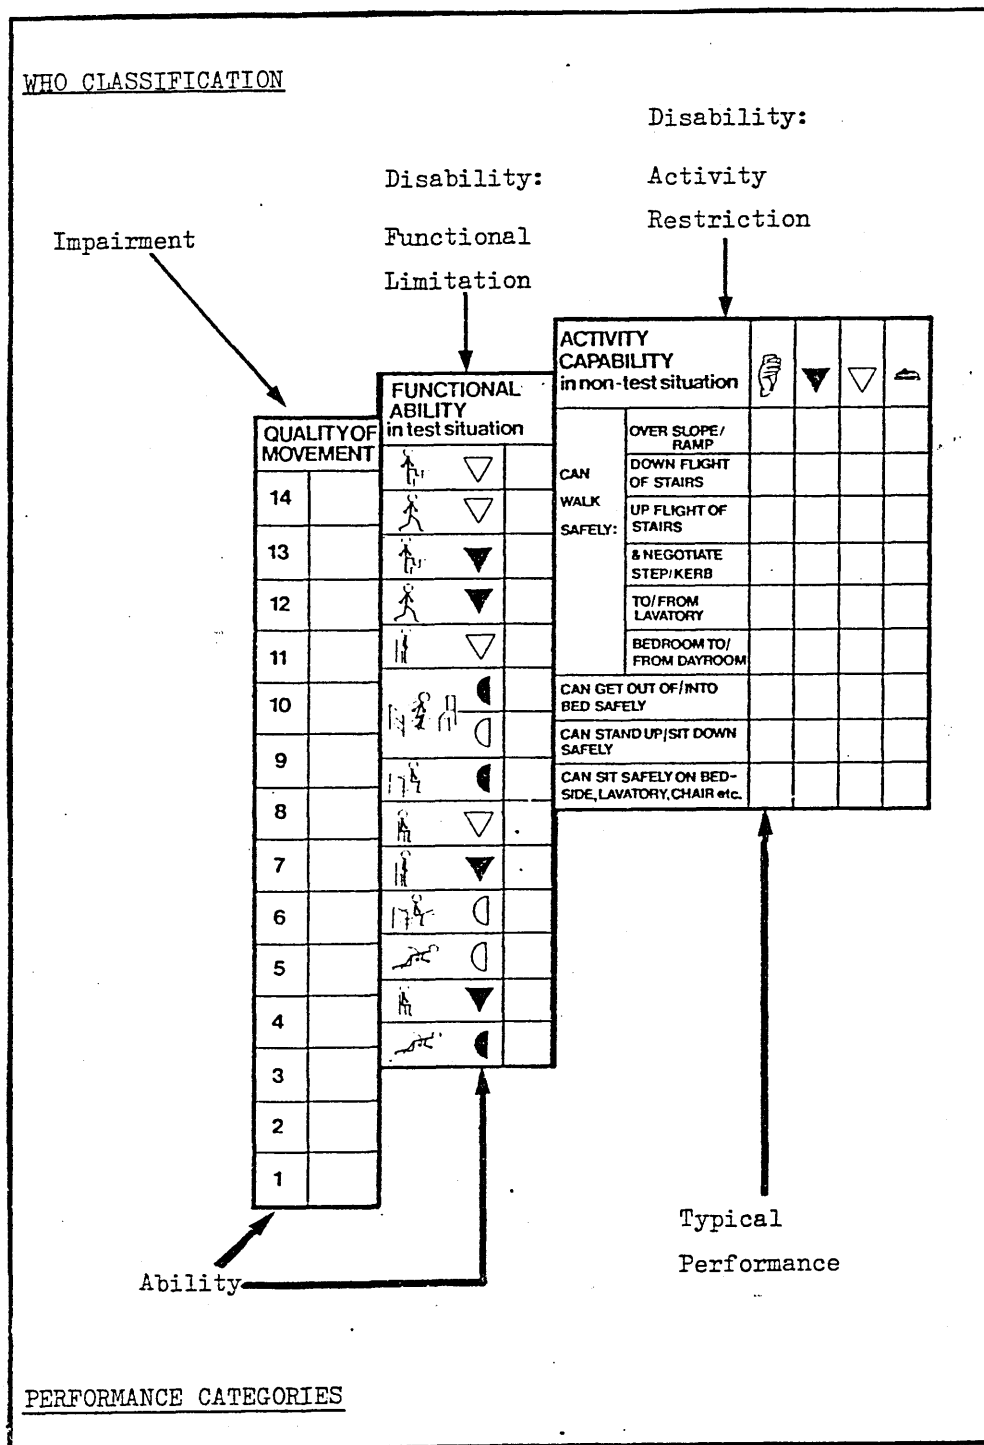 WHO CLASSIFICATION
Disability:
Activity
Restriction
Disability:
Functional
Limitation
Impairment
ACTIVITY
CAPABILITY
in non-test situation
FUNCTIONAL
ABILITY
in test situation
QUALITY OF
MOVEMENT
14
13
12
11
10
9
8
7
6
5
4
3
2
1
CAN
WALK
SAFELY:
OVER SLOPE/
RAMP
DOWN FLIGHT
OF STAIRS
UP FLIGHT OF
STAIRS
& NEGOTIATE
STEP/KERB
TO/FROM
LAVATORY
BEDROOM TO/
FROM DAYROOM
CAN GET OUT OF/INTO
BED SAFELY
CAN STAND UP/SIT DOWN
SAFELY
CAN SIT SAFELY ON BED-
SIDE, LAVATORY, CHAIR etc.
Typical
Performance
Ability
PERFORMANCE CATEGORIES